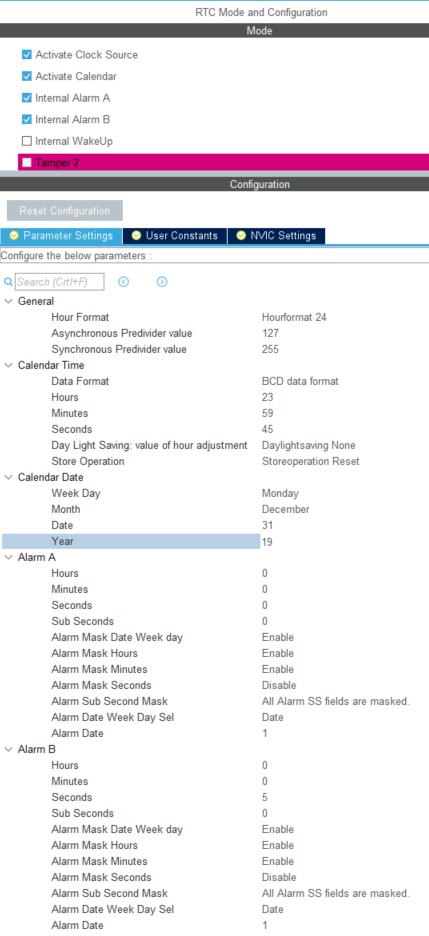 RTC Mode and Configuration
Mode
Activate Clock Source
Activate Calendar
Internal Alarm A
Internal Alarm B
Internal WakeUp
Tamper 2
Configuration
Reset Configuration
Parameter Settings User Constants NVIC Settings
Configure the below parameters :
Search (Crtl+F)
General
Hour Format Hourformat 24
Asynchronous Predivider value 127
Synchronous Predivider value 255
Calendar Time
Data Format BCD data format
Hours 23
Minutes 59
Seconds 45
Day Light Saving: value of hour adjustment Daylightsaving None
Store Operation Storeoperation Reset
Calendar Date
Week Day Monday
Month December
Date 31
Year 19
Alarm A
Hours 0
Minutes 0
Seconds 0
Sub Seconds 0
Alarm Mask Date Week day Enable
Alarm Mask Hours Enable
Alarm Mask Minutes Enable
Alarm Mask Seconds Disable
Alarm Sub Second Mask All Alarm SS fields are masked.
Alarm Date Week Day Sel Date
Alarm Date 1
Alarm B
Hours 0
Minutes 0
Seconds 5
Sub Seconds 0
Alarm Mask Date Week day Enable
Alarm Mask Hours Enable
Alarm Mask Minutes Enable
Alarm Mask Seconds Disable
Alarm Sub Second Mask All Alarm SS fields are masked.
Alarm Date Week Day Sel Date
Alarm Date 1